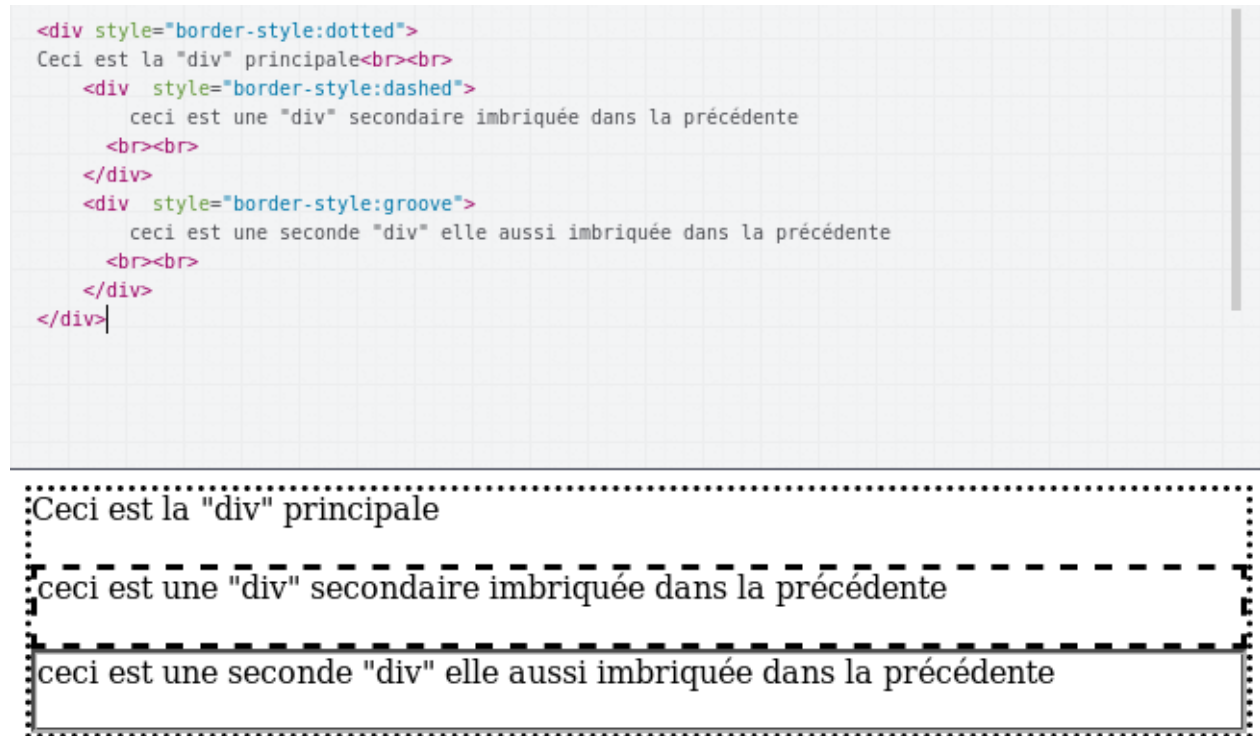 <div style="border-style:dotted">
Ceci est la "div" principale<br><br>
    <div  style="border-style:dashed">
        ceci est une "div" secondaire imbriquée dans la précédente
      <br><br>
    </div>
    <div  style="border-style:groove">
        ceci est une seconde "div" elle aussi imbriquée dans la précédente
      <br><br>
    </div>
</div>
Ceci est la "div" principale
ceci est une "div" secondaire imbriquée dans la précédente
ceci est une seconde "div" elle aussi imbriquée dans la précédente